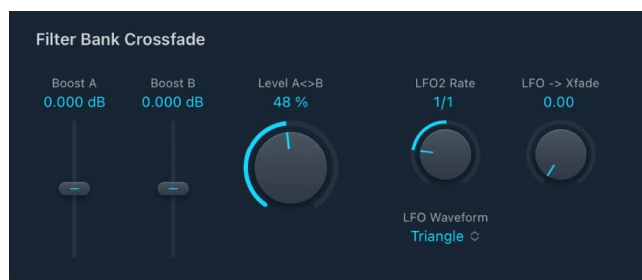 Filter Bank Crossfade
Boost A
0.000 dB
Boost B
0.000 dB
Level A<>B
48 %
LFO2 Rate
1/1
LFO -> Xfade
0.00
LFO Waveform
Triangle